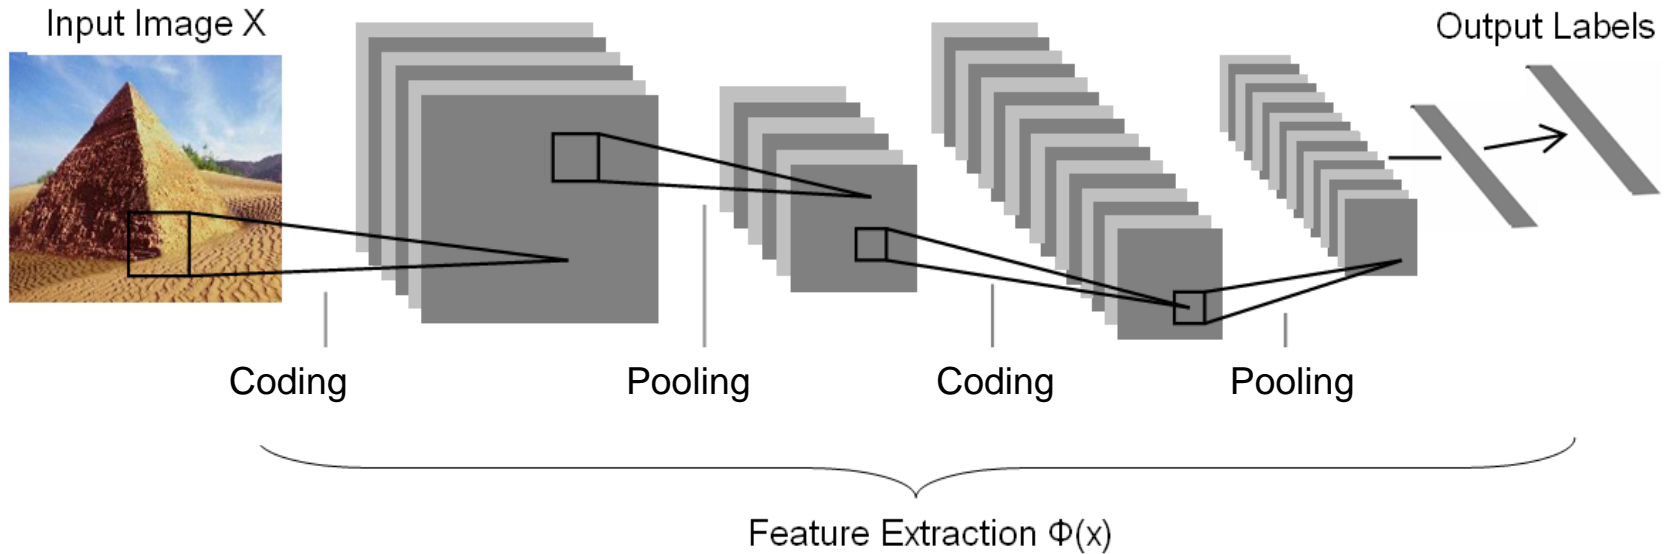 Input Image X
Output Labels
Coding
Pooling
Coding
Pooling
Feature Extraction Φ(x)